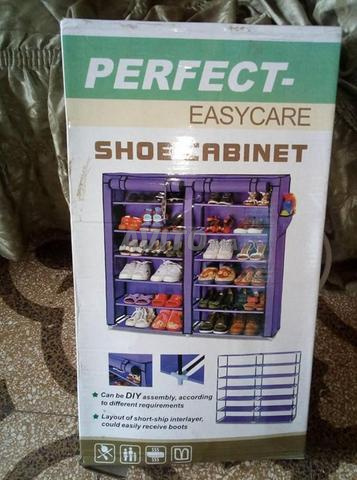 PERFECT-
EASYCARE
SHOE CABINET
★ Can be DIY assembly, according
to different requirements
★ Layout of short-ship interlayer,
could easily receive boots